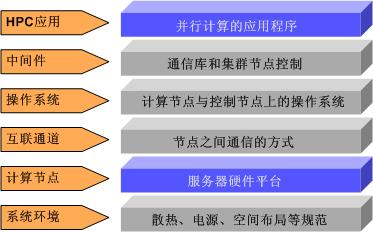 HPC应用
并行计算的应用程序
中间件
通信库和集群节点控制
操作系统
计算节点与控制节点上的操作系统
互联通道
节点之间通信的方式
计算节点
服务器硬件平台
系统环境
散热、电源、空间布局等规范